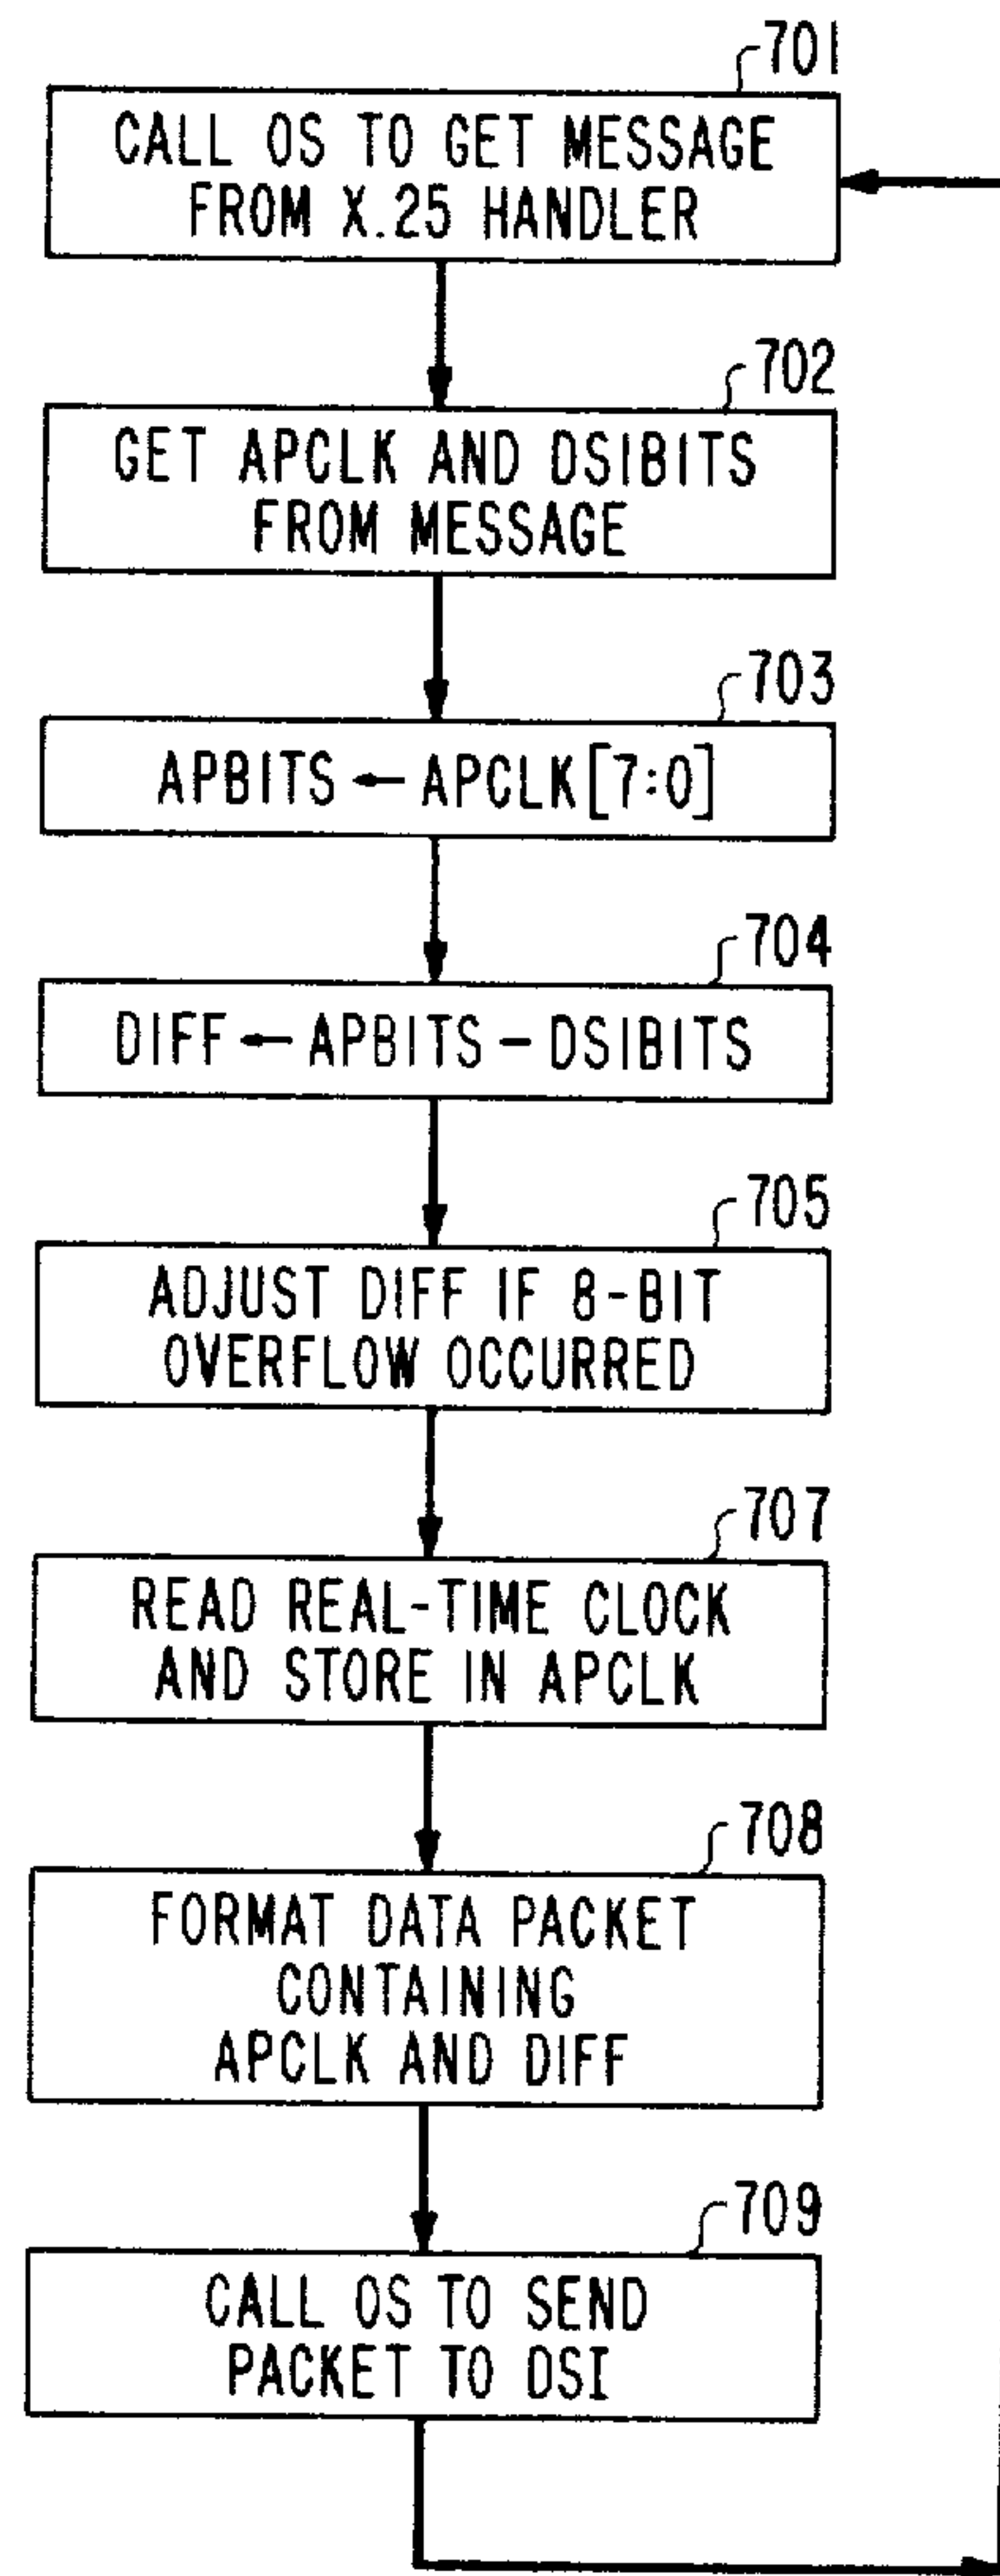 701
CALL OS TO GET MESSAGE
FROM X.25 HANDLER
702
GET APCLK AND DSIBITS
FROM MESSAGE
703
APBITS ← APCLK[7:0]
704
DIFF ← APBITS – DSIBITS
705
ADJUST DIFF IF 8-BIT
OVERFLOW OCCURRED
707
READ REAL-TIME CLOCK
AND STORE IN APCLK
708
FORMAT DATA PACKET
CONTAINING
APCLK AND DIFF
709
CALL OS TO SEND
PACKET TO DSI